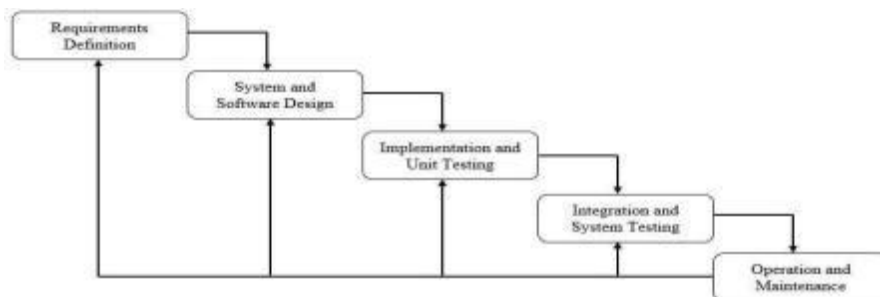 Requirements
Definition
System and
Software Design
Implementation and
Unit Testing
Integration and
System Testing
Operation and
Maintenance